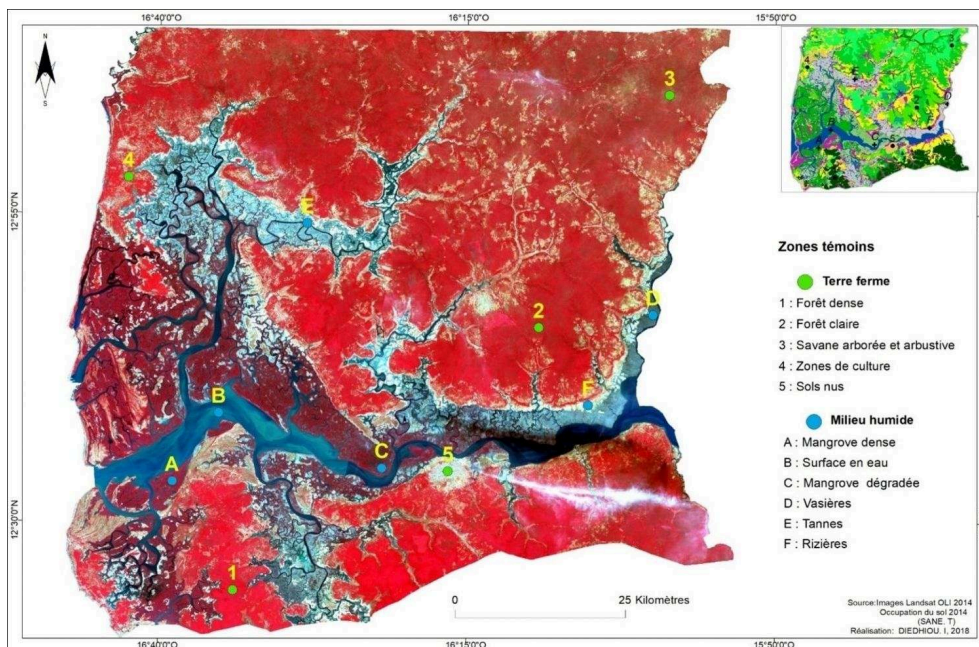 16°40'0"O 16°15'0"O 15°50'0"O
N
S
3
4
E
12°55'0"N
D
2
F
B
C
5
A
12°30'0"N
1
0 25 Kilomètres
16°40'0"O 16°15'0"O 15°50'0"O
Zones témoins
Terre ferme
1 : Forêt dense
2 : Forêt claire
3 : Savane arborée et arbustive
4 : Zones de culture
5 : Sols nus
Milieu humide
A : Mangrove dense
B : Surface en eau
C : Mangrove dégradée
D : Vasières
E : Tannes
F : Rizières
Source:Images Landsat OLI 2014
Occupation du sol 2014
(SANE. T)
Réalisation: DIEDHIOU. I, 2018